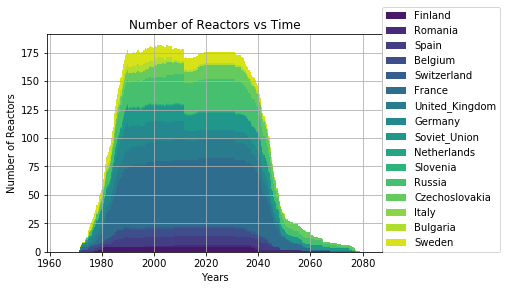 Number of Reactors vs Time
Number of Reactors
175
150
125
100
75
50
25
0
1960
1980
2000
2020
2040
2060
2080
Years
Finland
Romania
Spain
Belgium
Switzerland
France
United_Kingdom
Germany
Soviet_Union
Netherlands
Slovenia
Russia
Czechoslovakia
Italy
Bulgaria
Sweden